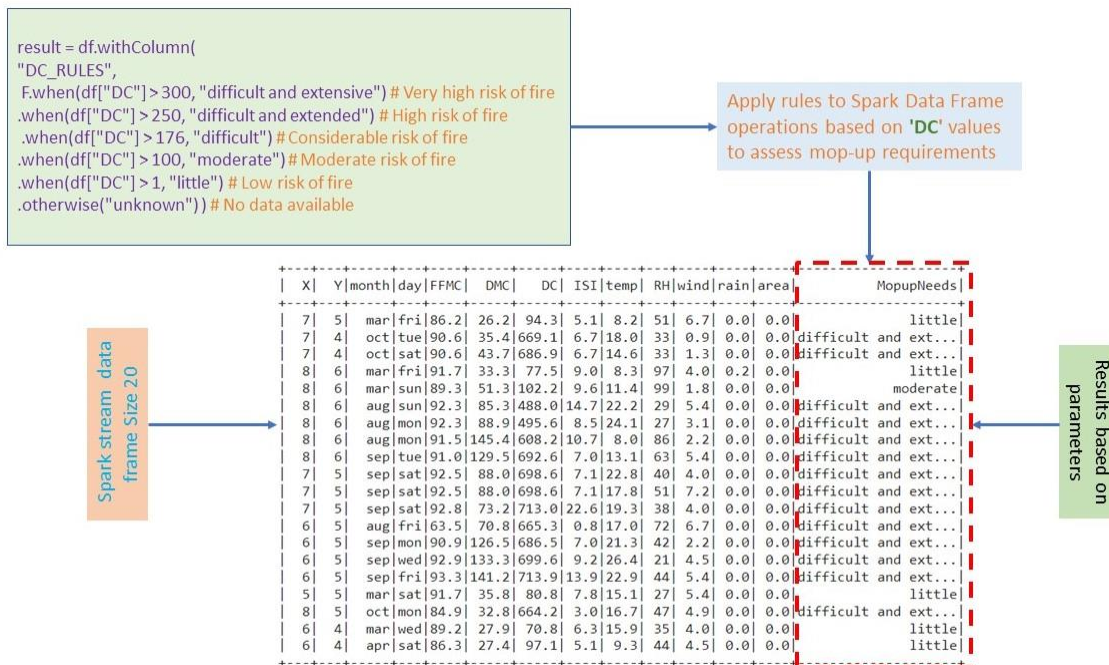 result = df.withColumn(
"DC_RULES",
F.when(df["DC"] > 300, "difficult and extensive") # Very high risk of fire
.when(df["DC"] > 250, "difficult and extended") # High risk of fire
.when(df["DC"] > 176, "difficult") # Considerable risk of fire
.when(df["DC"] > 100, "moderate") # Moderate risk of fire
.when(df["DC"] > 1, "little") # Low risk of fire
.otherwise("unknown")) # No data available
Apply rules to Spark Data Frame
operations based on 'DC' values
to assess mop-up requirements
Spark stream data
frame Size 20
+---+---+-----+---+----+-----+-----+----+----+---+----+----+----+--------------------+
| X| Y|month|day|FFMC| DMC| DC| ISI|temp| RH|wind|rain|area| MopupNeeds|
+---+---+-----+---+----+-----+-----+----+----+---+----+----+----+--------------------+
| 7| 5| mar|fri|86.2| 26.2| 94.3| 5.1| 8.2| 51| 6.7| 0.0| 0.0| little|
| 7| 4| oct|tue|90.6| 35.4|669.1| 6.7|18.0| 33| 0.9| 0.0| 0.0|difficult and ext...|
| 7| 4| oct|sat|90.6| 43.7|686.9| 6.7|14.6| 33| 1.3| 0.0| 0.0|difficult and ext...|
| 8| 6| mar|fri|91.7| 33.3| 77.5| 9.0| 8.3| 97| 4.0| 0.2| 0.0| little|
| 8| 6| mar|sun|89.3| 51.3|102.2| 9.6|11.4| 99| 1.8| 0.0| 0.0| moderate|
| 8| 6| aug|sun|92.3| 85.3|488.0|14.7|22.2| 29| 5.4| 0.0| 0.0|difficult and ext...|
| 8| 6| aug|mon|92.3| 88.9|495.6| 8.5|24.1| 27| 3.1| 0.0| 0.0|difficult and ext...|
| 8| 6| aug|mon|91.5|145.4|608.2|10.7| 8.0| 86| 2.2| 0.0| 0.0|difficult and ext...|
| 8| 6| sep|tue|91.0|129.5|692.6| 7.0|13.1| 63| 5.4| 0.0| 0.0|difficult and ext...|
| 7| 5| sep|sat|92.5| 88.0|698.6| 7.1|22.8| 40| 4.0| 0.0| 0.0|difficult and ext...|
| 7| 5| sep|sat|92.5| 88.0|698.6| 7.1|17.8| 51| 7.2| 0.0| 0.0|difficult and ext...|
| 7| 5| sep|sat|92.8| 73.2|713.0|22.6|19.3| 38| 4.0| 0.0| 0.0|difficult and ext...|
| 6| 5| aug|fri|63.5| 70.8|665.3| 0.8|17.0| 72| 6.7| 0.0| 0.0|difficult and ext...|
| 6| 5| sep|mon|90.9|126.5|686.5| 7.0|21.3| 42| 2.2| 0.0| 0.0|difficult and ext...|
| 6| 5| sep|wed|92.9|133.3|699.6| 9.2|26.4| 21| 4.5| 0.0| 0.0|difficult and ext...|
| 6| 5| sep|fri|93.3|141.2|713.9|13.9|22.9| 44| 5.4| 0.0| 0.0|difficult and ext...|
| 5| 5| mar|sat|91.7| 35.8| 80.8| 7.8|15.1| 27| 5.4| 0.0| 0.0| little|
| 8| 5| oct|mon|84.9| 32.8|664.2| 3.0|16.7| 47| 4.9| 0.0| 0.0|difficult and ext...|
| 6| 4| mar|wed|89.2| 27.9| 70.8| 6.3|15.9| 35| 4.0| 0.0| 0.0| little|
| 6| 4| apr|sat|86.3| 27.4| 97.1| 5.1| 9.3| 44| 4.5| 0.0| 0.0| little|
+---+---+-----+---+----+-----+-----+----+----+---+----+----+----+--------------------+
Results based on
parameters